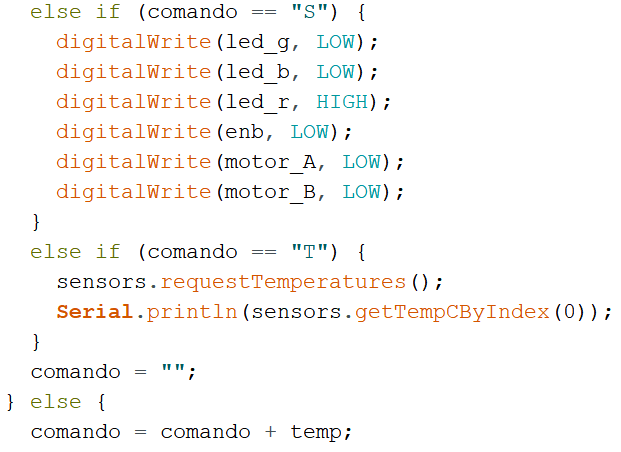 else if (comando == "S") {
digitalWrite(led_g, LOW);
digitalWrite(led_b, LOW);
digitalWrite(led_r, HIGH);
digitalWrite(enb, LOW);
digitalWrite(motor_A, LOW);
digitalWrite(motor_B, LOW);
}
else if (comando == "T") {
sensors.requestTemperatures();
Serial.println(sensors.getTempCByIndex(0));
}
comando = "";
} else {
comando = comando + temp;